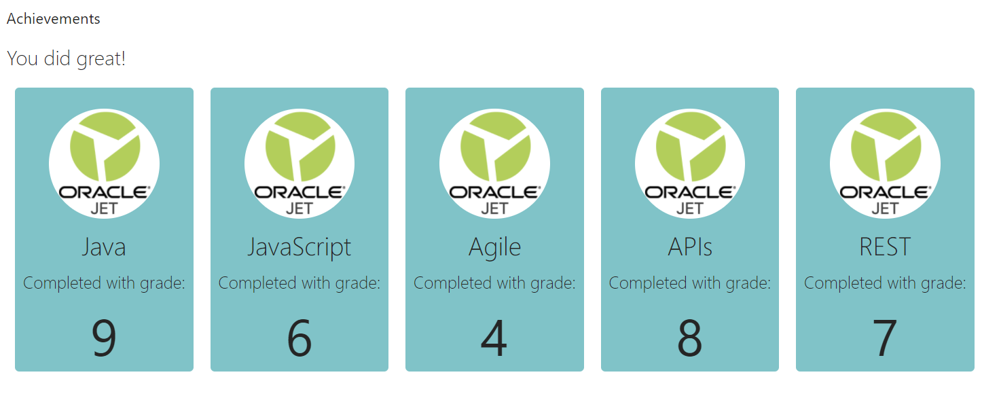 Achievements
You did great!
ORACLE®
JET
Java
Completed with grade:
9
ORACLE®
JET
JavaScript
Completed with grade:
6
ORACLE®
JET
Agile
Completed with grade:
4
ORACLE®
JET
APIs
Completed with grade:
8
ORACLE®
JET
REST
Completed with grade:
7